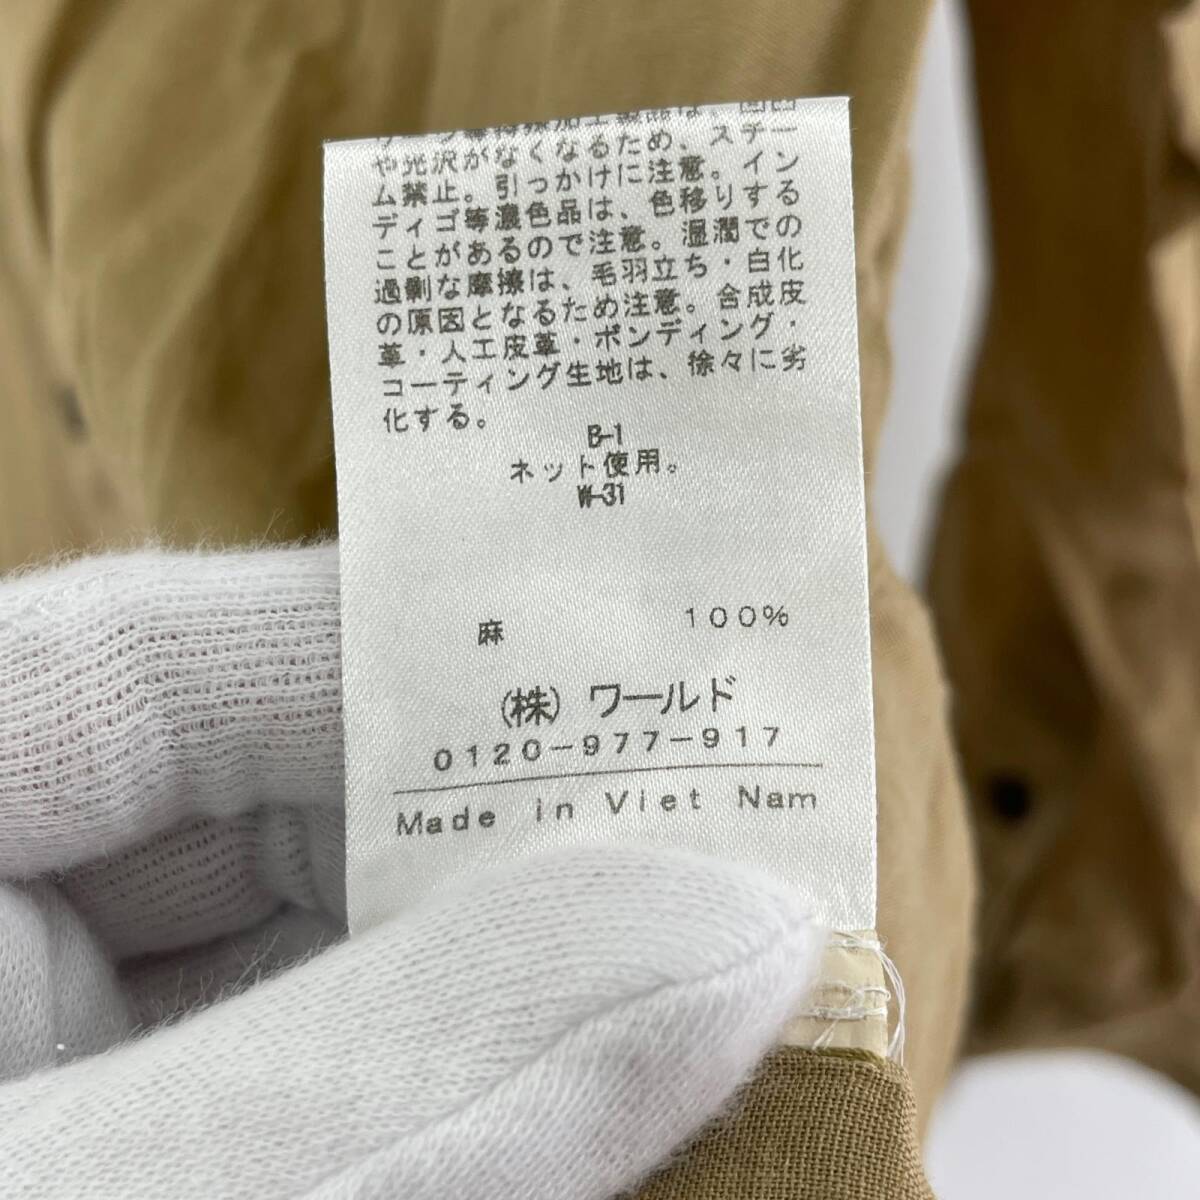 や光沢がなくなるため、スチー
ム禁止。引っかけに注意。イン
ディゴ等濃色品は、色移りする
ことがあるので注意。湿潤での
過剰な摩擦は、毛羽立ち・白化
の原因となるため注意。合成皮
革・人工皮革・ボンディング・
コーティング生地は、徐々に劣
化する。
B-1
ネット使用。
W-31
麻 100%
(株) ワールド
0120-977-917
Made in Viet Nam